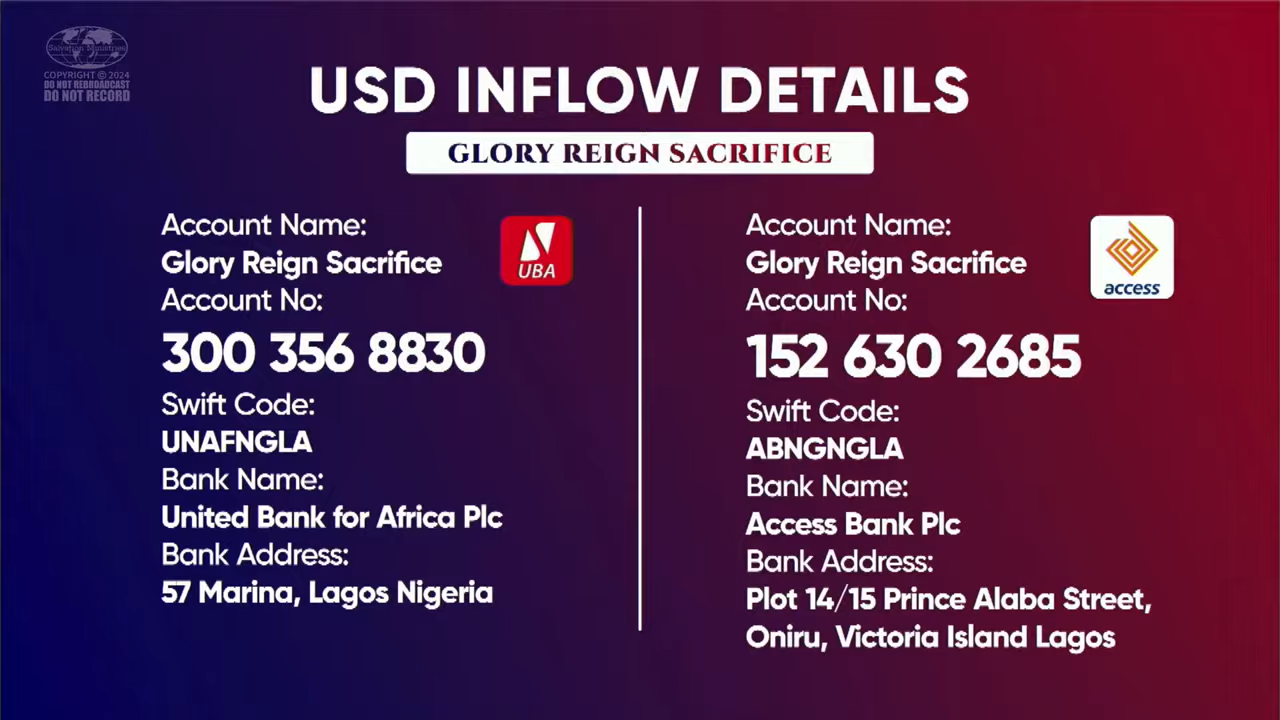 Salvation Ministries
COPYRIGHT © 2024
DO NOT REBROADCAST
DO NOT RECORD
USD INFLOW DETAILS
GLORY REIGN SACRIFICE
Account Name:
Glory Reign Sacrifice
Account No:
300 356 8830
Swift Code:
UNAFNGLA
Bank Name:
United Bank for Africa Plc
Bank Address:
57 Marina, Lagos Nigeria
UBA
Account Name:
Glory Reign Sacrifice
Account No:
152 630 2685
Swift Code:
ABNGNGLA
Bank Name:
Access Bank Plc
Bank Address:
Plot 14/15 Prince Alaba Street,
Oniru, Victoria Island Lagos
access